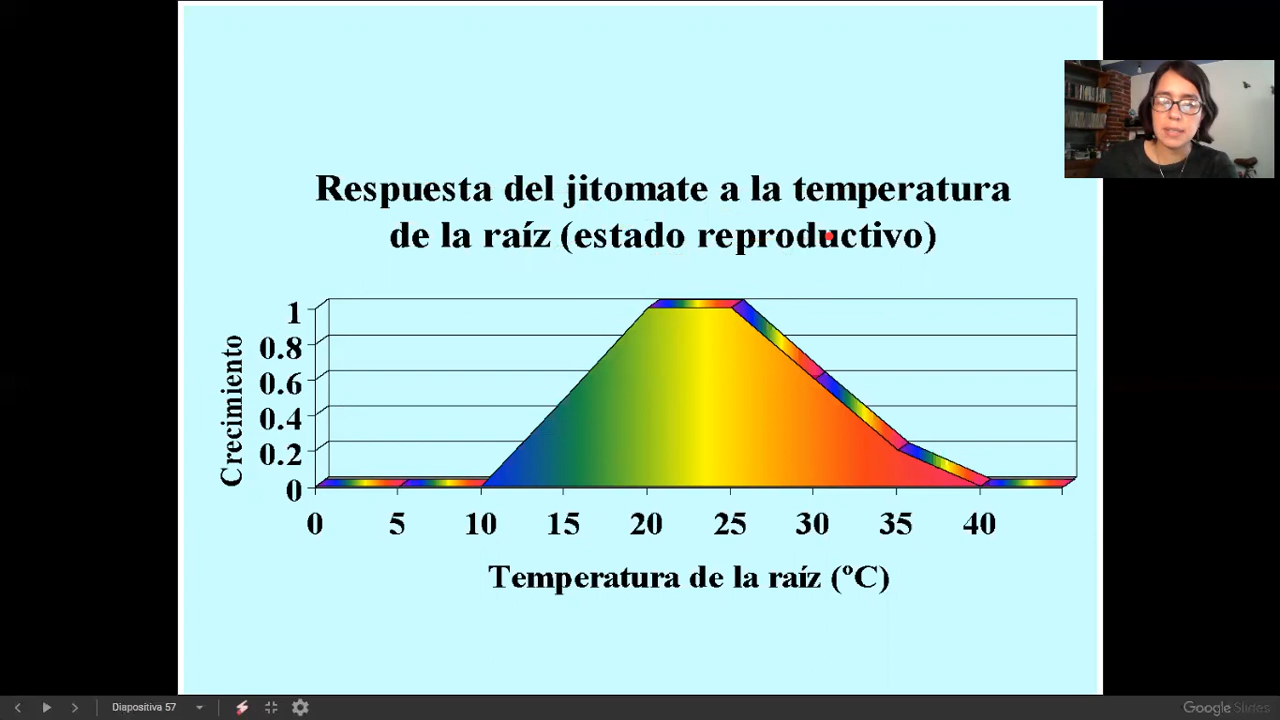 Respuesta del jitomate a la temperatura
de la raíz (estado reproductivo)
Crecimiento
1
0.8
0.6
0.4
0.2
0
0 5 10 15 20 25 30 35 40
Temperatura de la raíz (ºC)
Diapositiva 57
Google Slides